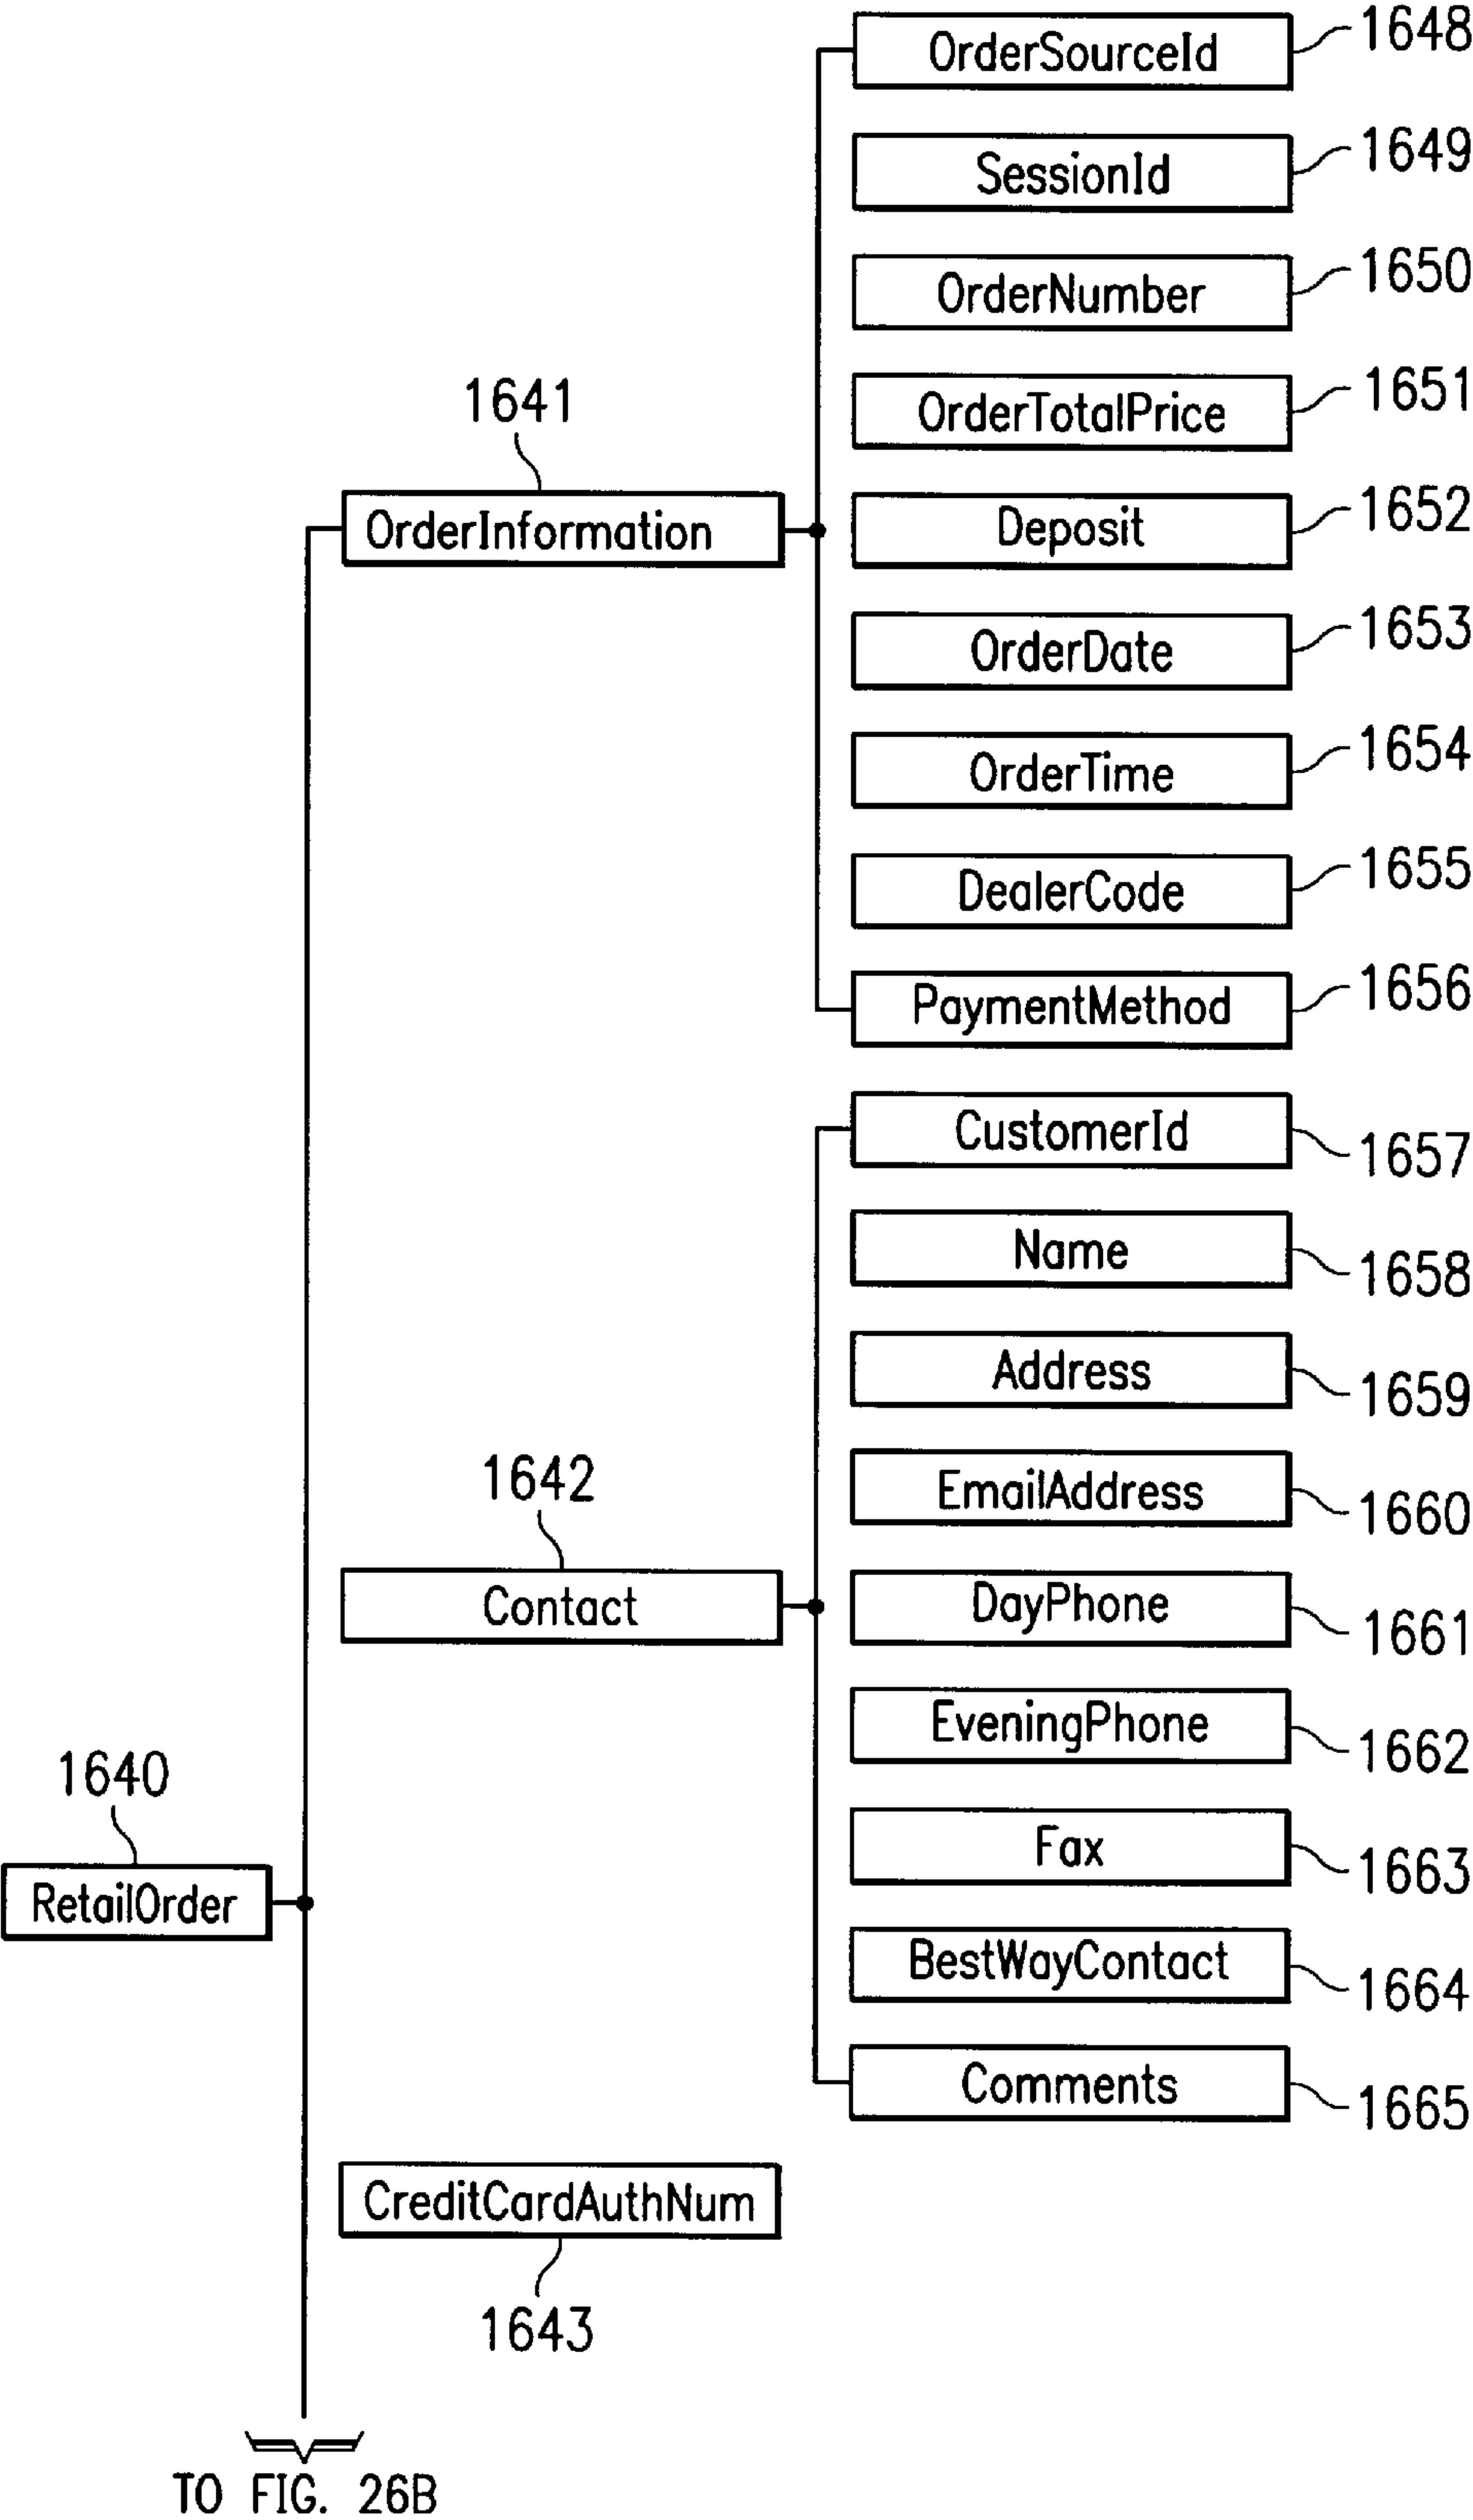 OrderSourceId 1648
SessionId 1649
OrderNumber 1650
OrderTotalPrice 1651
1641
OrderInformation
Deposit 1652
OrderDate 1653
OrderTime 1654
DealerCode 1655
PaymentMethod 1656
CustomerId 1657
Name 1658
Address 1659
EmailAddress 1660
1642
Contact
DayPhone 1661
EveningPhone 1662
1640
RetailOrder
Fax 1663
BestWayContact 1664
Comments 1665
CreditCardAuthNum
1643
TO FIG. 26B